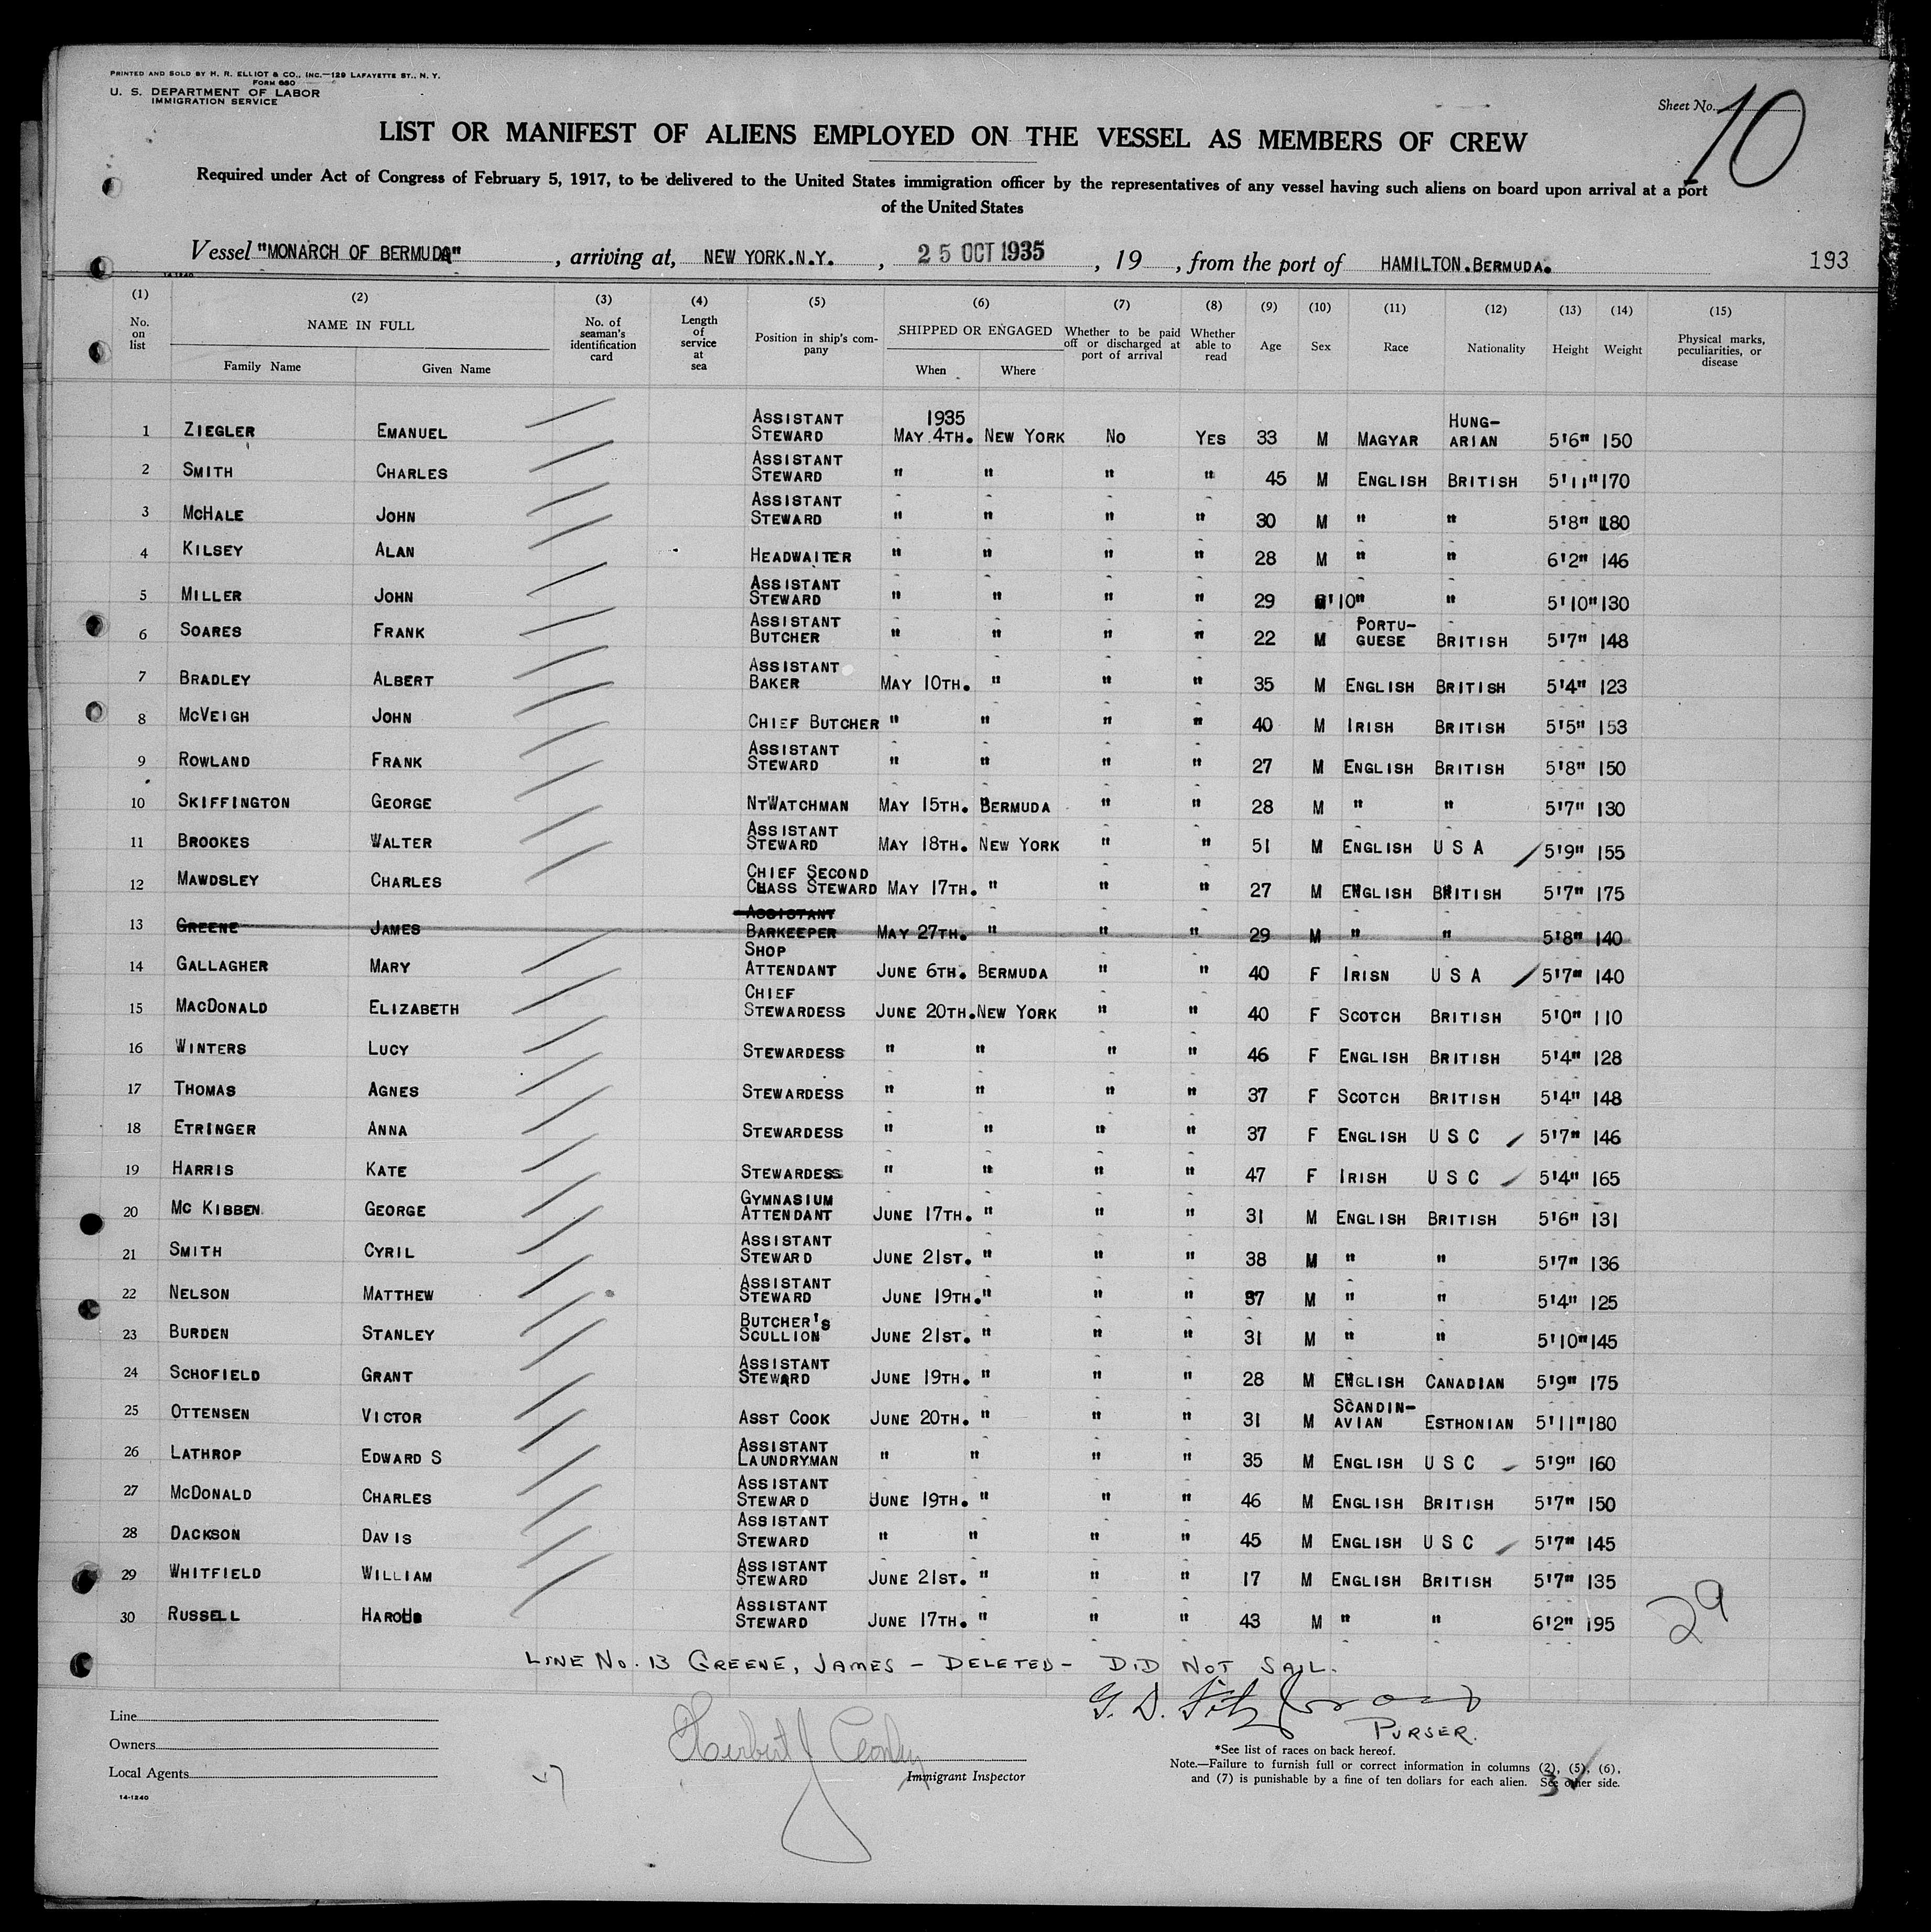 PRINTED AND SOLD BY H. R. ELLIOT & CO., INC.—129 LAFAYETTE ST., N. Y.
FORM 680
U. S. DEPARTMENT OF LABOR
IMMIGRATION SERVICE
Sheet No. 10
LIST OR MANIFEST OF ALIENS EMPLOYED ON THE VESSEL AS MEMBERS OF CREW
Required under Act of Congress of February 5, 1917, to be delivered to the United States immigration officer by the representatives of any vessel having such aliens on board upon arrival at a port
of the United States
Vessel "MONARCH OF BERMUDA", arriving at, NEW YORK.N.Y., 25 OCT 1935, 19 , from the port of HAMILTON.BERMUDA. 193
14-1240
(1) (2) (3) (4) (5) (6) (7) (8) (9) (10) (11) (12) (13) (14) (15)
No. on list NAME IN FULL Family Name Given Name No. of seaman's identification card Length of service at sea Position in ship's company SHIPPED OR ENGAGED When Where Whether to be paid off or discharged at port of arrival Whether able to read Age Sex Race Nationality Height Weight Physical marks, peculiarities, or disease
1 ZIEGLER EMANUEL ASSISTANT STEWARD 1935 MAY 4TH. NEW YORK NO YES 33 M MAGYAR HUNG-ARIAN 5'6" 150
2 SMITH CHARLES ASSISTANT STEWARD " " " " 45 M ENGLISH BRITISH 5'11" 170
3 MCHALE JOHN ASSISTANT STEWARD " " " " 30 M " " 5'8" 180
4 KILSEY ALAN HEADWAITER " " " " 28 M " " 6'2" 146
5 MILLER JOHN ASSISTANT STEWARD " " " " 29 M '10" " 5'10" 130
6 SOARES FRANK ASSISTANT BUTCHER " " " " 22 M PORTU-GUESE BRITISH 5'7" 148
7 BRADLEY ALBERT ASSISTANT BAKER MAY 10TH. " " " 35 M ENGLISH BRITISH 5'4" 123
8 MCVEIGH JOHN CHIEF BUTCHER " " " " 40 M IRISH BRITISH 5'5" 153
9 ROWLAND FRANK ASSISTANT STEWARD " " " " 27 M ENGLISH BRITISH 5'8" 150
10 SKIFFINGTON GEORGE NTWATCHMAN MAY 15TH. BERMUDA " " 28 M " " 5'7" 130
11 BROOKES WALTER ASSISTANT STEWARD MAY 18TH. NEW YORK " " 51 M ENGLISH U S A 5'9" 155
12 MAWDSLEY CHARLES CHIEF SECOND CLASS STEWARD MAY 17TH. " " " 27 M ENGLISH BRITISH 5'7" 175
13 GREENE JAMES ASSISTANT BARKEEPER MAY 27TH. " " " 29 M " " 5'8" 140
14 GALLAGHER MARY SHOP ATTENDANT JUNE 6TH. BERMUDA " " 40 F IRISN U S A 5'7" 140
15 MACDONALD ELIZABETH CHIEF STEWARDESS JUNE 20TH. NEW YORK " " 40 F SCOTCH BRITISH 5'0" 110
16 WINTERS LUCY STEWARDESS " " " " 46 F ENGLISH BRITISH 5'4" 128
17 THOMAS AGNES STEWARDESS " " " " 37 F SCOTCH BRITISH 5'4" 148
18 ETRINGER ANNA STEWARDESS " " " " 37 F ENGLISH U S C 5'7" 146
19 HARRIS KATE STEWARDESS " " " " 47 F IRISH U S C 5'4" 165
20 MC KIBBEN GEORGE GYMNASIUM ATTENDANT JUNE 17TH. " " " 31 M ENGLISH BRITISH 5'6" 131
21 SMITH CYRIL ASSISTANT STEWARD JUNE 21ST. " " " 38 M " " 5'7" 136
22 NELSON MATTHEW ASSISTANT STEWARD JUNE 19TH. " " " 37 M " " 5'4" 125
23 BURDEN STANLEY BUTCHER'S SCULLION JUNE 21ST. " " " 31 M " " 5'10" 145
24 SCHOFIELD GRANT ASSISTANT STEWARD JUNE 19TH. " " " 28 M ENGLISH CANADIAN 5'9" 175
25 OTTENSEN VICTOR ASST COOK JUNE 20TH. " " " 31 M SCANDIN-AVIAN ESTHONIAN 5'11" 180
26 LATHROP EDWARD S ASSISTANT LAUNDRYMAN " " " " 35 M ENGLISH U S C 5'9" 160
27 MCDONALD CHARLES ASSISTANT STEWARD JUNE 19TH. " " " 46 M ENGLISH BRITISH 5'7" 150
28 DACKSON DAVIS ASSISTANT STEWARD " " " " 45 M ENGLISH U S C 5'7" 145
29 WHITFIELD WILLIAM ASSISTANT STEWARD JUNE 21ST. " " " 17 M ENGLISH BRITISH 5'7" 135
30 RUSSELL HAROLD ASSISTANT STEWARD JUNE 17TH. " " " 43 M " " 6'2" 195
29
LINE NO. 13 GREENE, JAMES – DELETED – DID NOT SAIL.
G. D. Fitz
PURSER.
Line
Owners
Local Agents
14-1240
Herbert J
Immigrant Inspector
*See list of races on back hereof.
Note.—Failure to furnish full or correct information in columns (2), (5), (6),
and (7) is punishable by a fine of ten dollars for each alien. See other side.